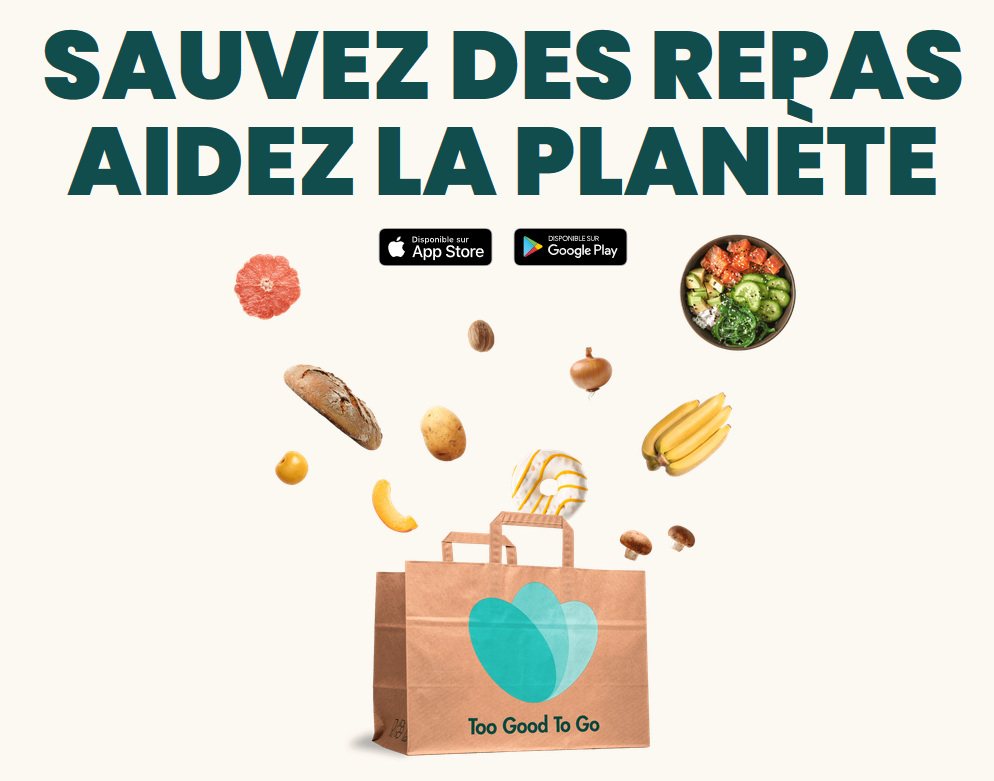 SAUVEZ DES REPAS
AIDEZ LA PLANÈTE
Disponible sur
App Store
DISPONIBLE SUR
Google Play
Too Good To Go